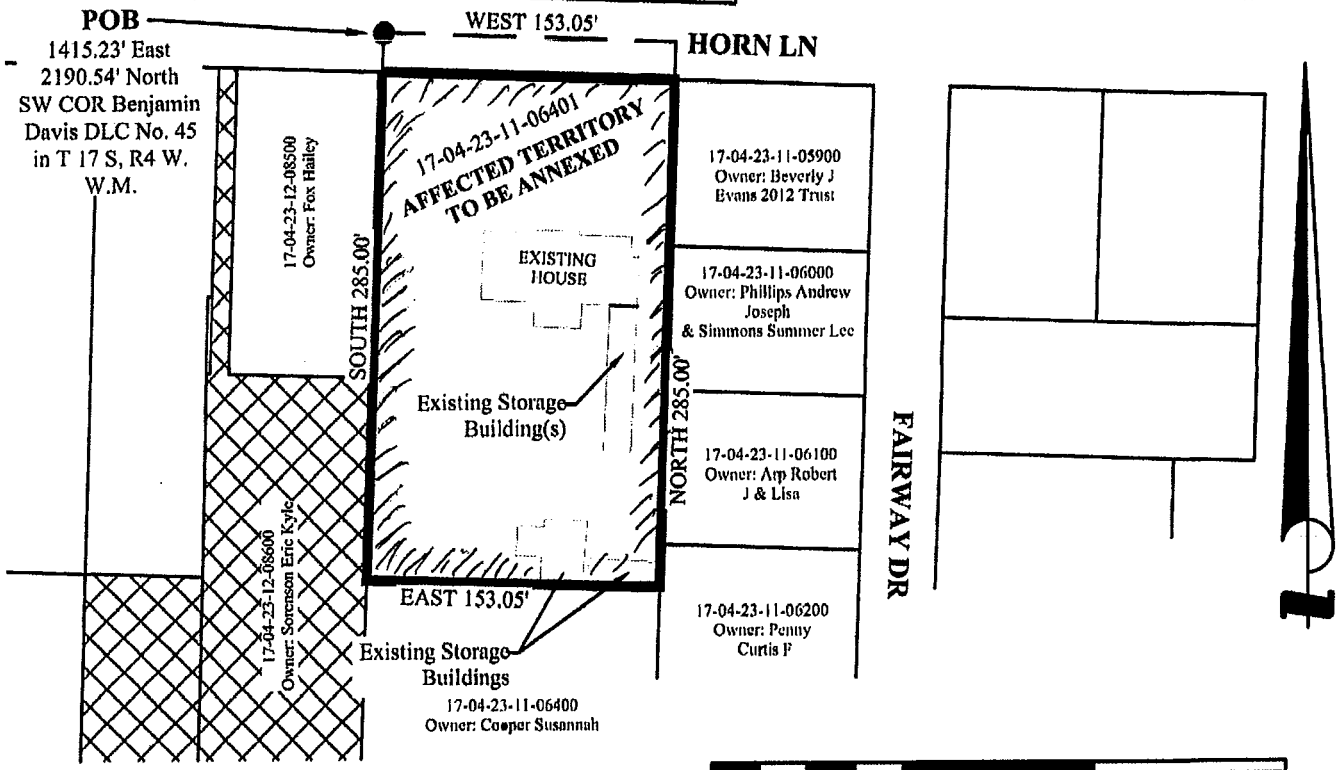 POB
1415.23' East
2190.54' North
SW COR Benjamin
Davis DLC No. 45
in T 17 S, R4 W.
W.M.
WEST 153.05'
HORN LN
17-04-23-12-08500
Owner: Fox Hailey
SOUTH 285.00'
17-04-23-11-06401
AFFECTED TERRITORY
TO BE ANNEXED
EXISTING
HOUSE
Existing Storage
Building(s)
NORTH 285.00'
17-04-23-11-05900
Owner: Beverly J
Evans 2012 Trust
17-04-23-11-06000
Owner: Phillips Andrew
Joseph
& Simmons Summer Lee
17-04-23-11-06100
Owner: Arp Robert
J & Lisa
17-04-23-11-06200
Owner: Penny
Curtis F
FAIRWAY DR
17-04-23-12-08600
Owner: Sorenson Eric Kyle
EAST 153.05'
Existing Storage
Buildings
17-04-23-11-06400
Owner: Cooper Susannah